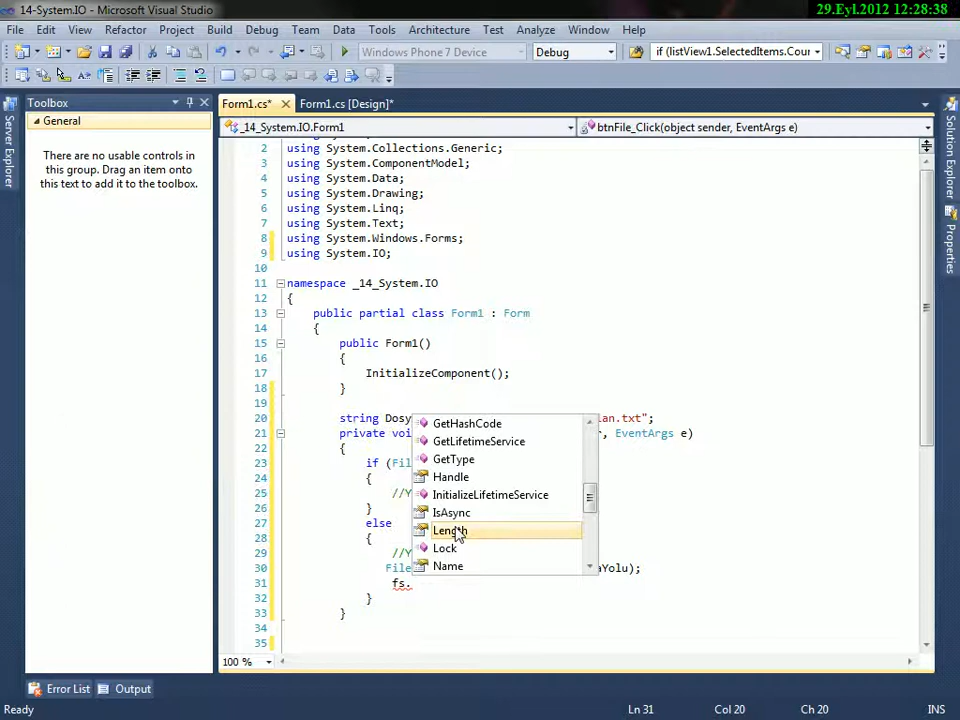 29.Eyl.2012 12:28:38
14-System.IO - Microsoft Visual Studio
File Edit View Refactor Project Build Debug Team Data Tools Architecture Test Analyze Window Help
Windows Phone 7 Device Debug if (listView1.SelectedItems.Cour
Toolbox Form1.cs* Form1.cs [Design]*
General
_14_System.IO.Form1 btnFile_Click(object sender, EventArgs e)
Server Explorer
Solution Explorer
Properties
There are no usable controls in
this group. Drag an item onto
this text to add it to the toolbox.
2 using System.Collections.Generic;
3 using System.ComponentModel;
4 using System.Data;
5 using System.Drawing;
6 using System.Linq;
7 using System.Text;
8 using System.Windows.Forms;
9 using System.IO;
10
11 namespace _14_System.IO
12 {
13 public partial class Form1 : Form
14 {
15 public Form1()
16 {
17 InitializeComponent();
18 }
19
20 string Dosy lan.txt";
21 private voi r, EventArgs e)
22 {
23 if (Fil
24 {
25 //Y
26 }
27 else
28 {
29 //Y
30 File aYolu);
31 fs.
32 }
33 }
34
35
GetHashCode
GetLifetimeService
GetType
Handle
InitializeLifetimeService
IsAsync
Length
Lock
Name
100 %
Error List Output
Ready Ln 31 Col 20 Ch 20 INS